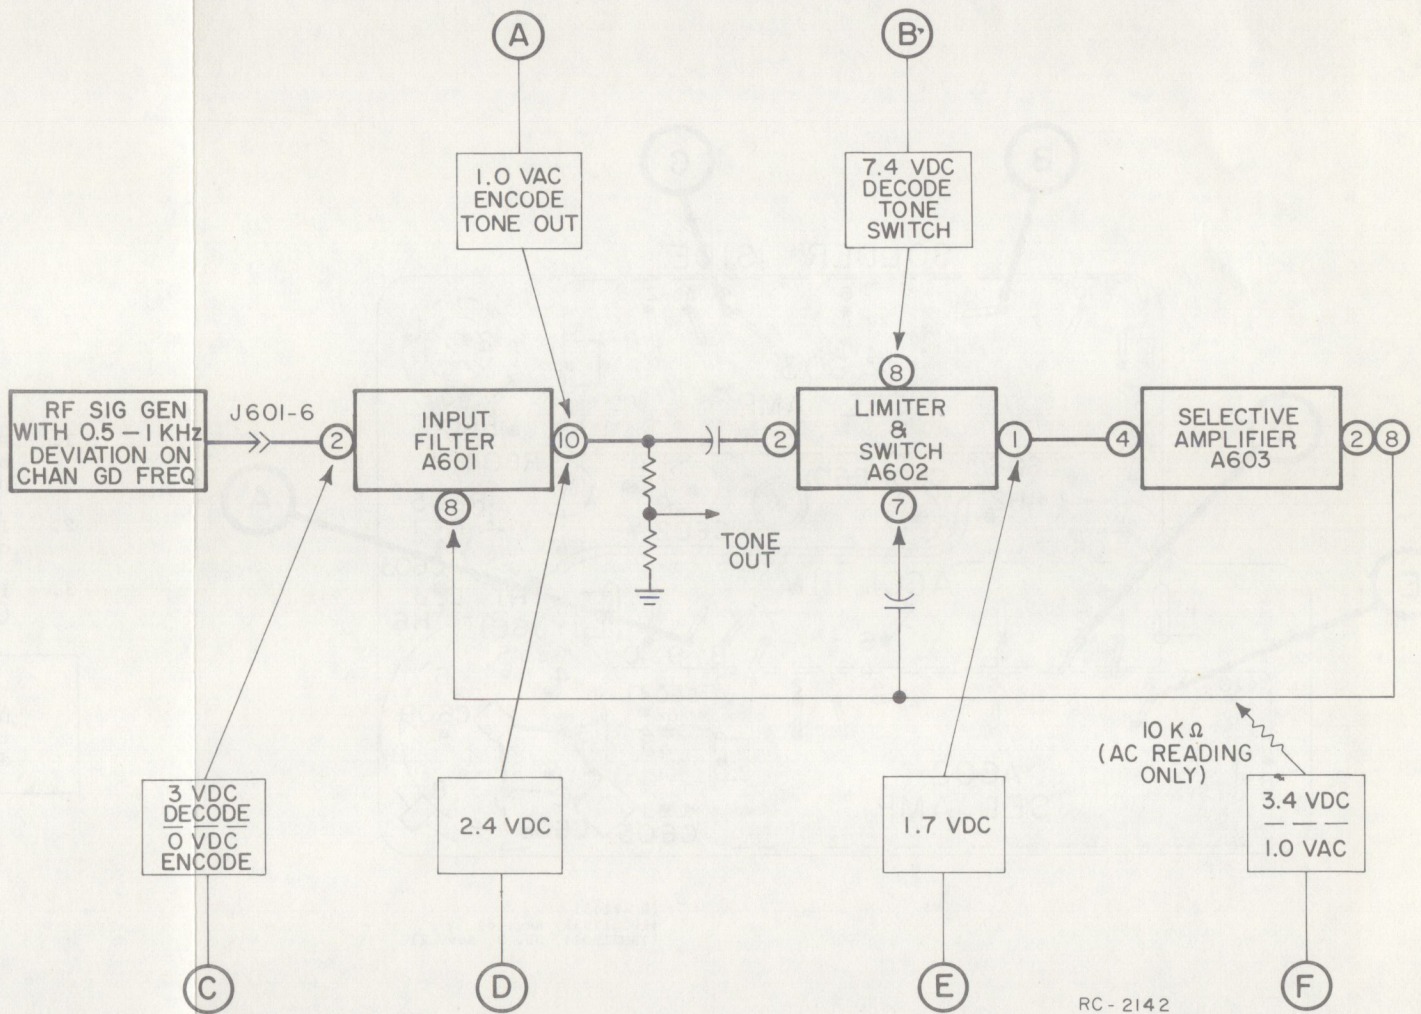 A
B
1.0 VAC
ENCODE
TONE OUT
7.4 VDC
DECODE
TONE
SWITCH
RF SIG GEN
WITH 0.5 – 1 KHz
DEVIATION ON
CHAN GD FREQ
J601-6
2
INPUT
FILTER
A601
10
8
TONE
OUT
2
8
LIMITER
&
SWITCH
A602
1
7
4
SELECTIVE
AMPLIFIER
A603
2
8
10 K Ω
(AC READING
ONLY)
3 VDC
DECODE
0 VDC
ENCODE
2.4 VDC
1.7 VDC
3.4 VDC
1.0 VAC
C
D
E
F
RC - 2142